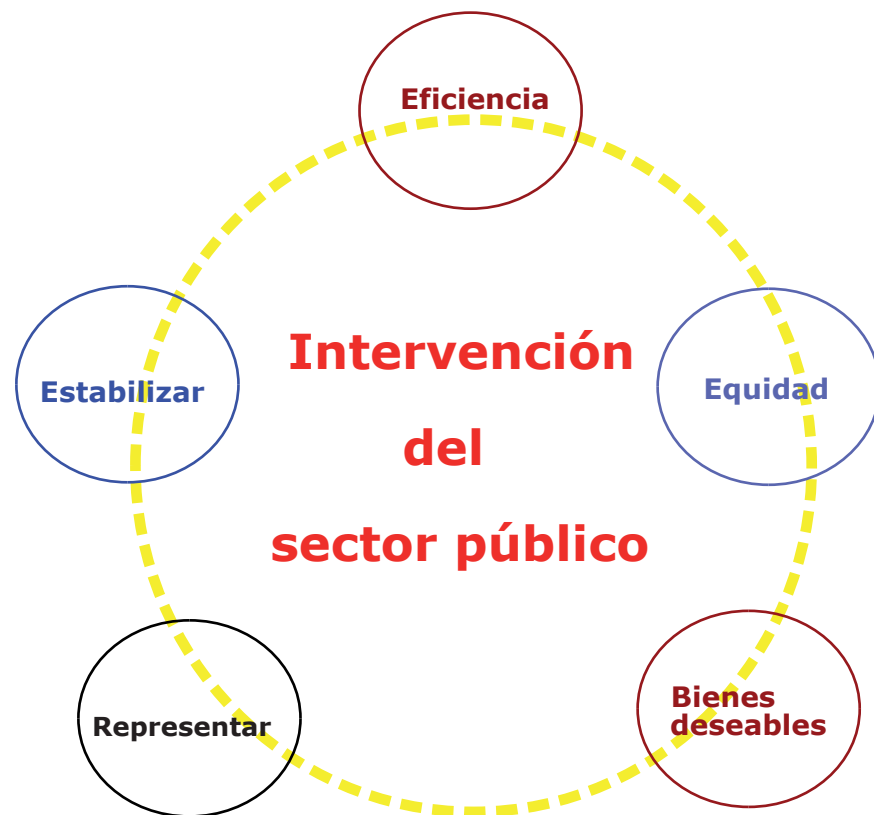 Eficiencia
Intervención
del
sector público
Estabilizar
Equidad
Representar
Bienes
deseables